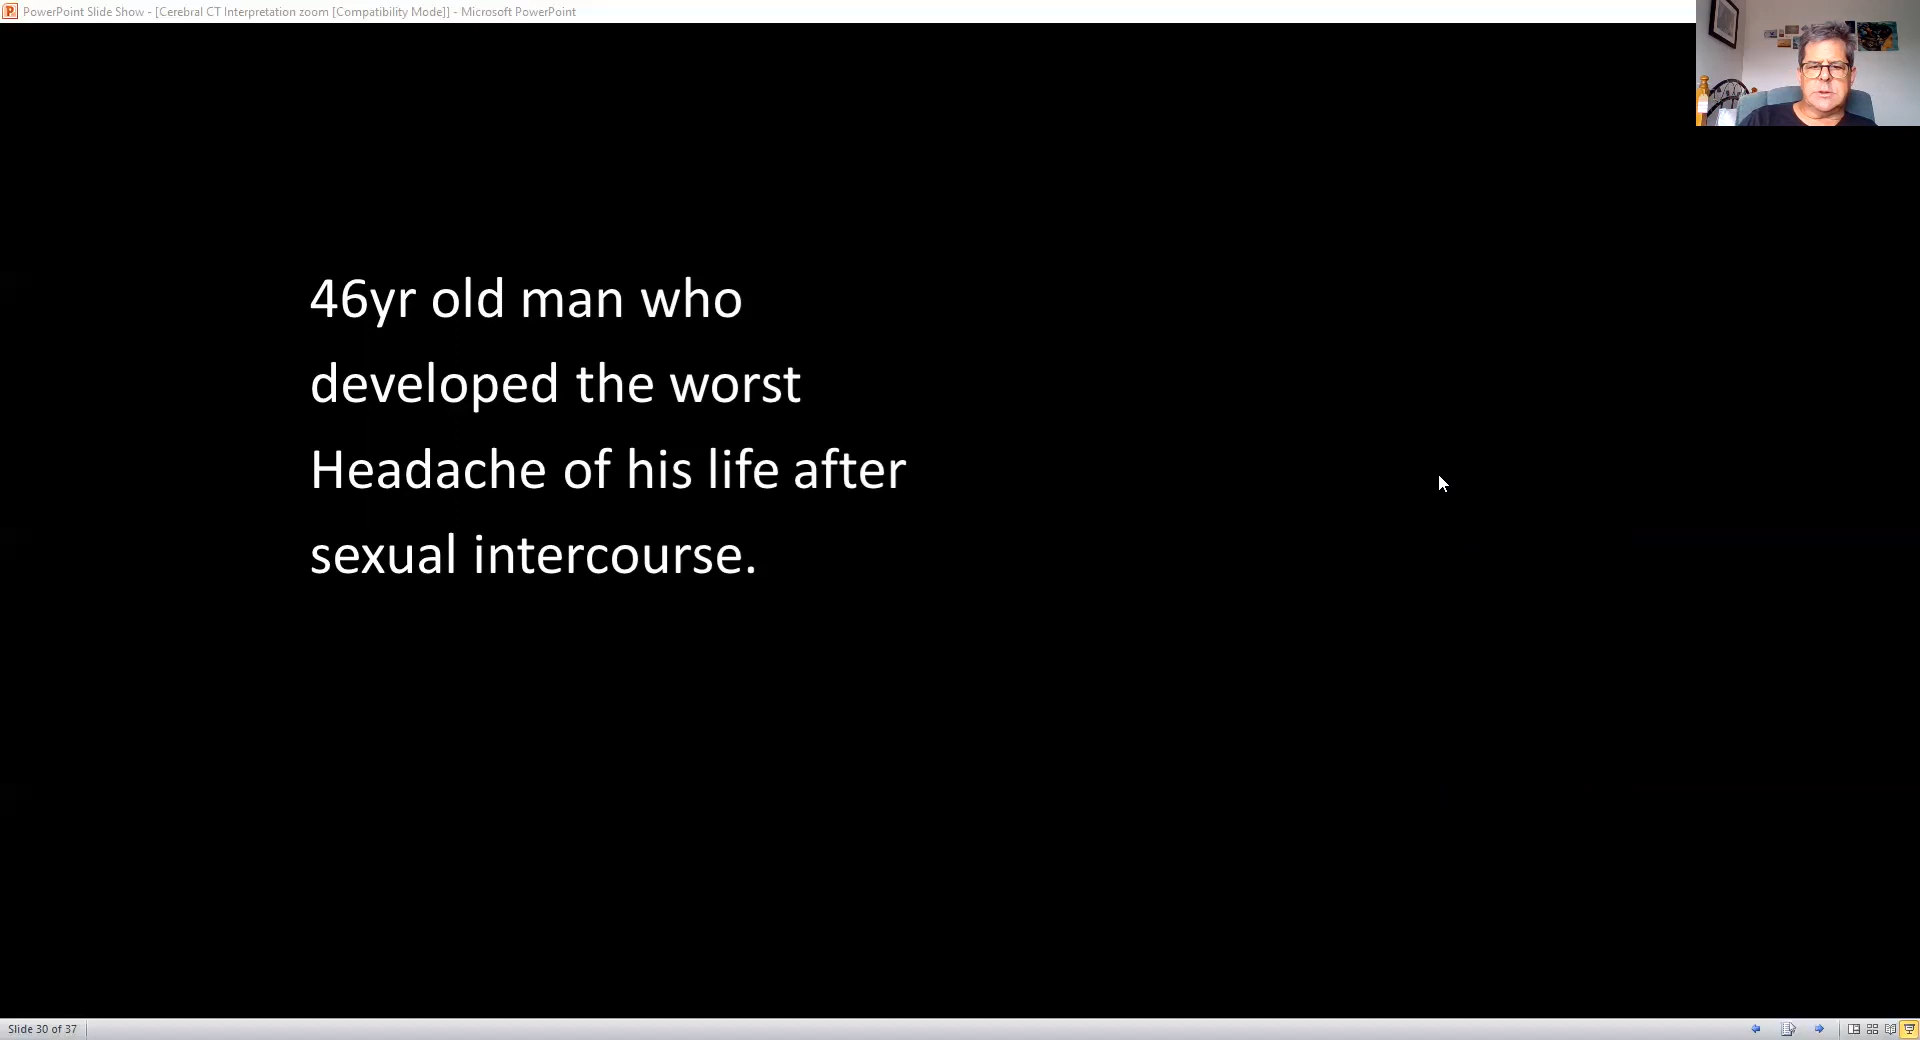 PowerPoint Slide Show - [Cerebral CT Interpretation zoom [Compatibility Mode]] - Microsoft PowerPoint
46yr old man who
developed the worst
Headache of his life after
sexual intercourse.
Slide 30 of 37